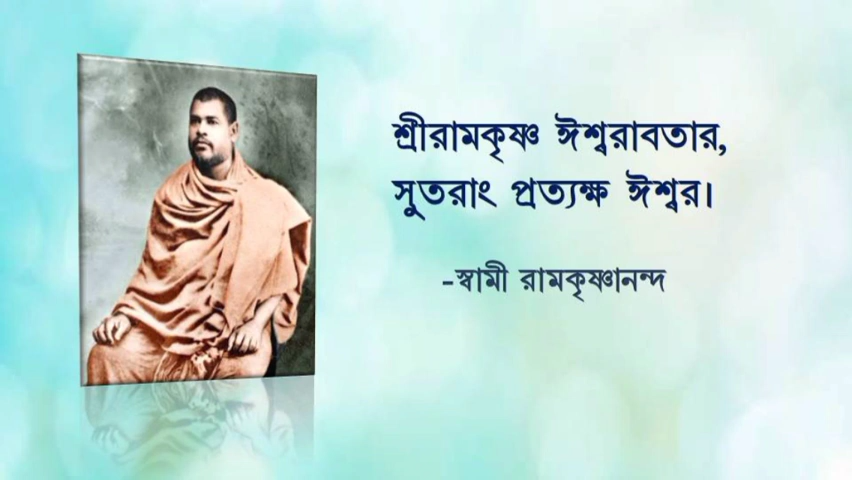 শ্রীরামকৃষ্ণ ঈশ্বরাবতার,
সুতরাং প্রত্যক্ষ ঈশ্বর।
-স্বামী রামকৃষ্ণানন্দ